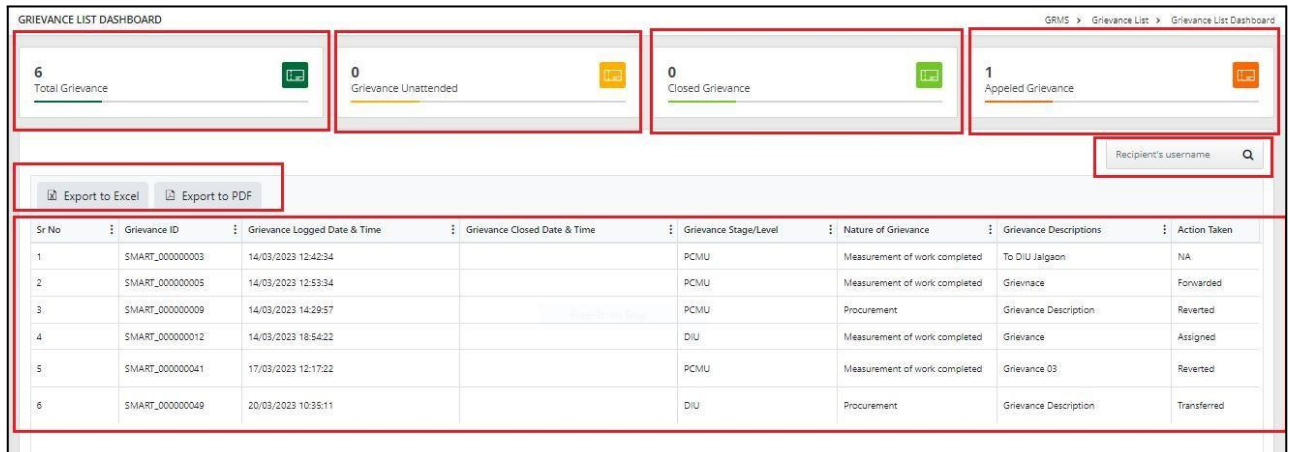 GRIEVANCE LIST DASHBOARD GRMS > Grievance List > Grievance List Dashboard
6 0 0 1
Total Grievance Grievance Unattended Closed Grievance Appeled Grievance
Recipient's username
Export to Excel Export to PDF
Sr No Grievance ID Grievance Logged Date & Time Grievance Closed Date & Time Grievance Stage/Level Nature of Grievance Grievance Descriptions Action Taken
1 SMART_000000003 14/03/2023 12:42:34 PCMU Measurement of work completed To DIU Jalgaon NA
2 SMART_000000005 14/03/2023 12:53:34 PCMU Measurement of work completed Grievnace Forwarded
3 SMART_000000009 14/03/2023 14:29:57 PCMU Procurement Grievance Description Reverted
4 SMART_000000012 14/03/2023 18:54:22 DIU Measurement of work completed Grievance Assigned
5 SMART_000000041 17/03/2023 12:17:22 PCMU Measurement of work completed Grievance 03 Reverted
6 SMART_000000049 20/03/2023 10:35:11 DIU Procurement Grievance Description Transferred